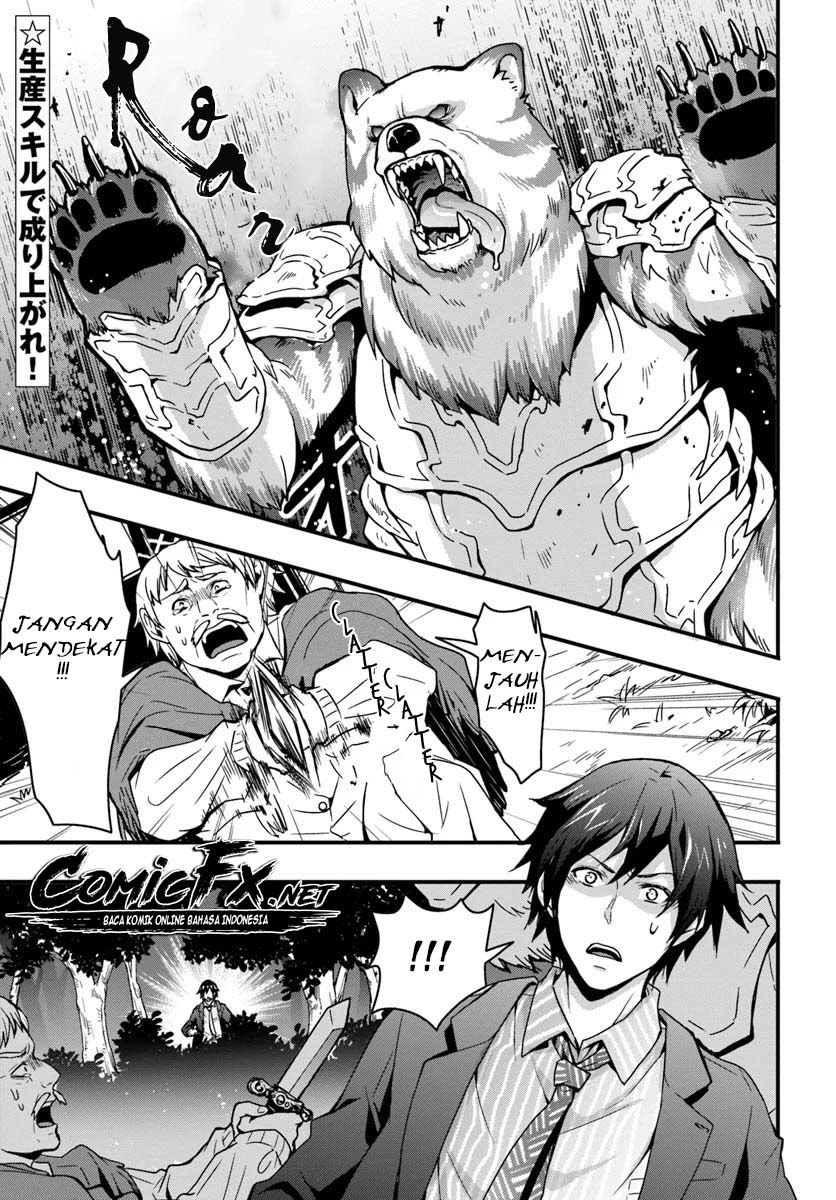 ☆生産スキルで成り上がれ!
Roar
MEN-
JAUH
LAH!!!
CLATTER
CLATTER
JANGAN
MENDEKAT
!!!
!!!
COMICFX.NET
BACA KOMIK ONLINE BAHASA INDONESIA